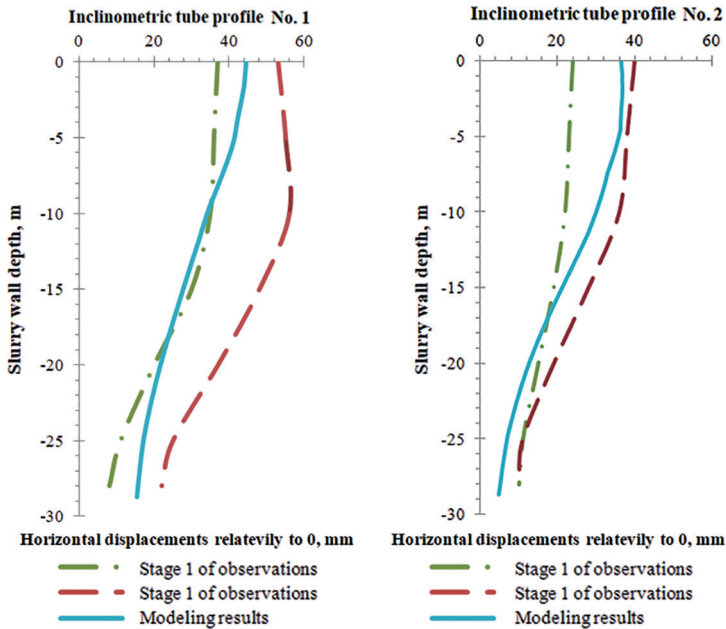 Inclinometric tube profile No. 1
0 20 40 60
0
-5
-10
-15
-20
-25
-30
Slurry wall depth, m
Horizontal displacements relatevily to 0, mm
Stage 1 of observations
Stage 1 of observations
Modeling results
Inclinometric tube profile No. 2
0 20 40 60
0
-5
-10
-15
-20
-25
-30
Slurry wall depth, m
Horizontal displacements relatevily to 0, mm
Stage 1 of observations
Stage 1 of observations
Modeling results